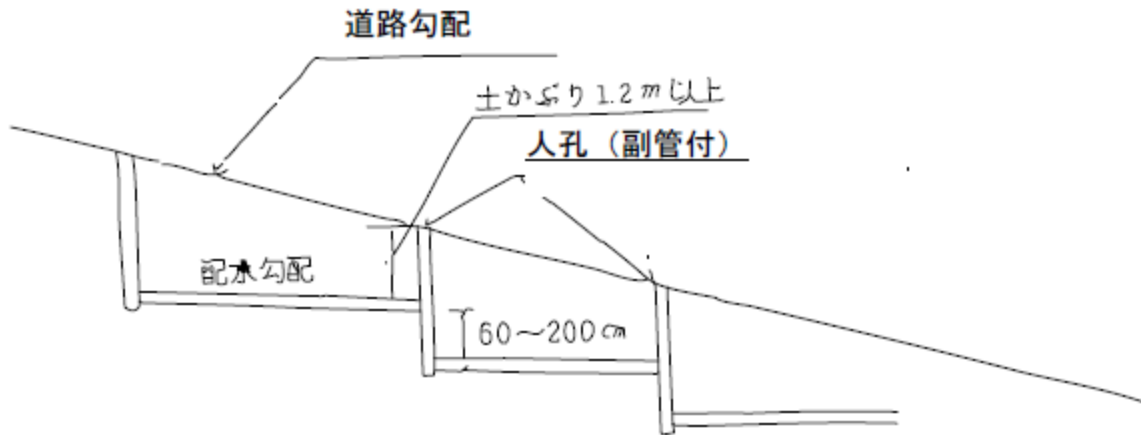 道路勾配
土かぶり1.2m以上
人孔（副管付）
配水勾配
60～200cm